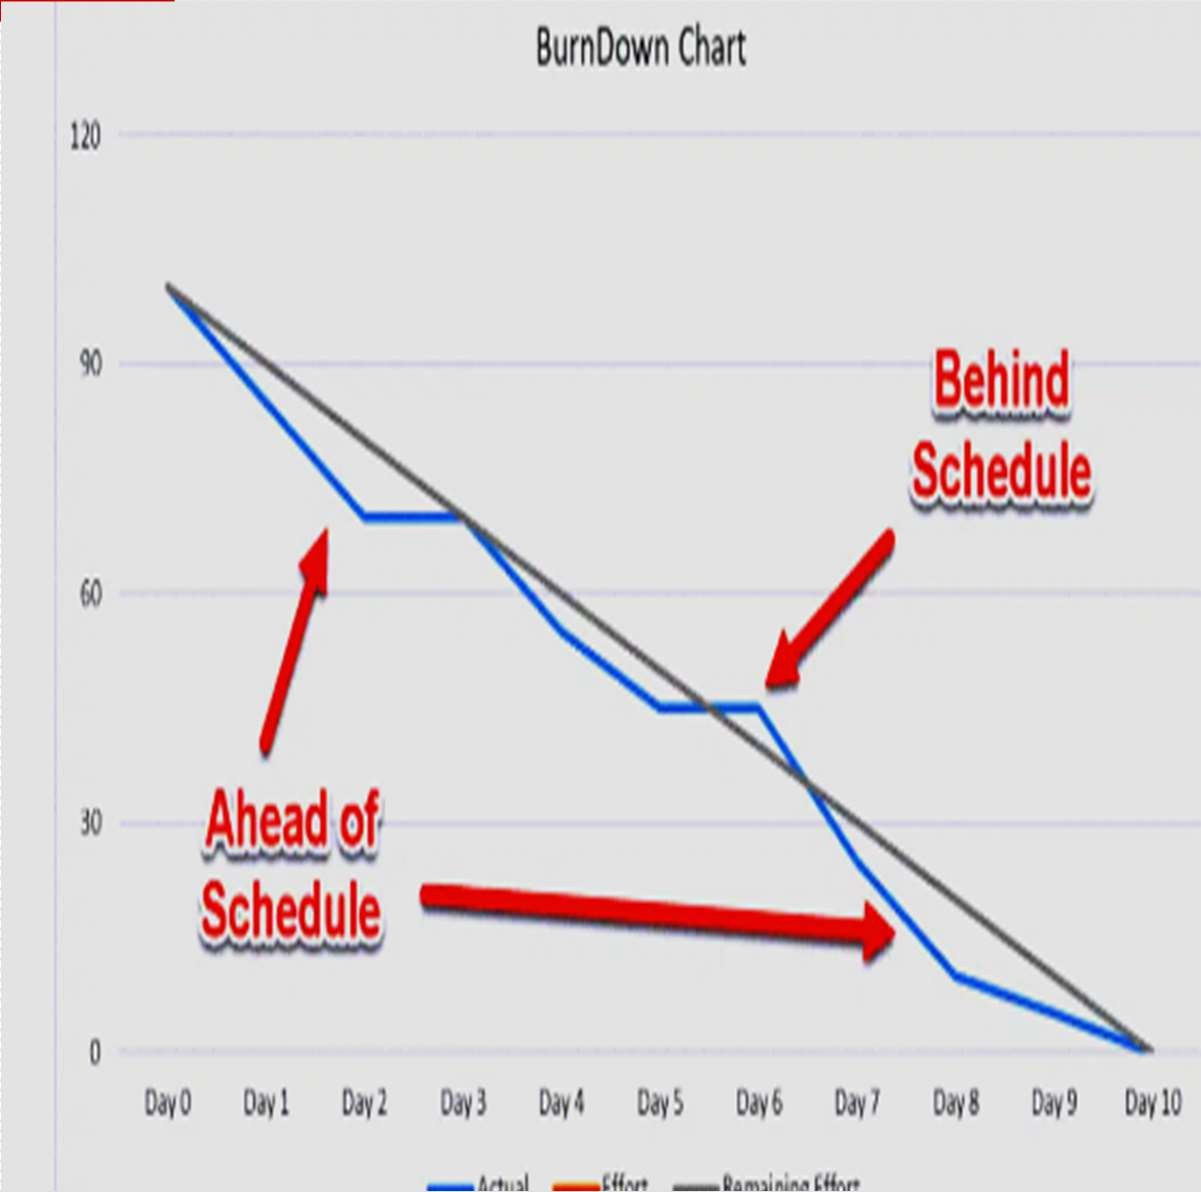 BurnDown Chart
120
90
60
30
0
Behind
Schedule
Ahead of
Schedule
Day 0 Day 1 Day 2 Day 3 Day 4 Day 5 Day 6 Day 7 Day 8 Day 9 Day 10
Actual Effort Remaining Effort